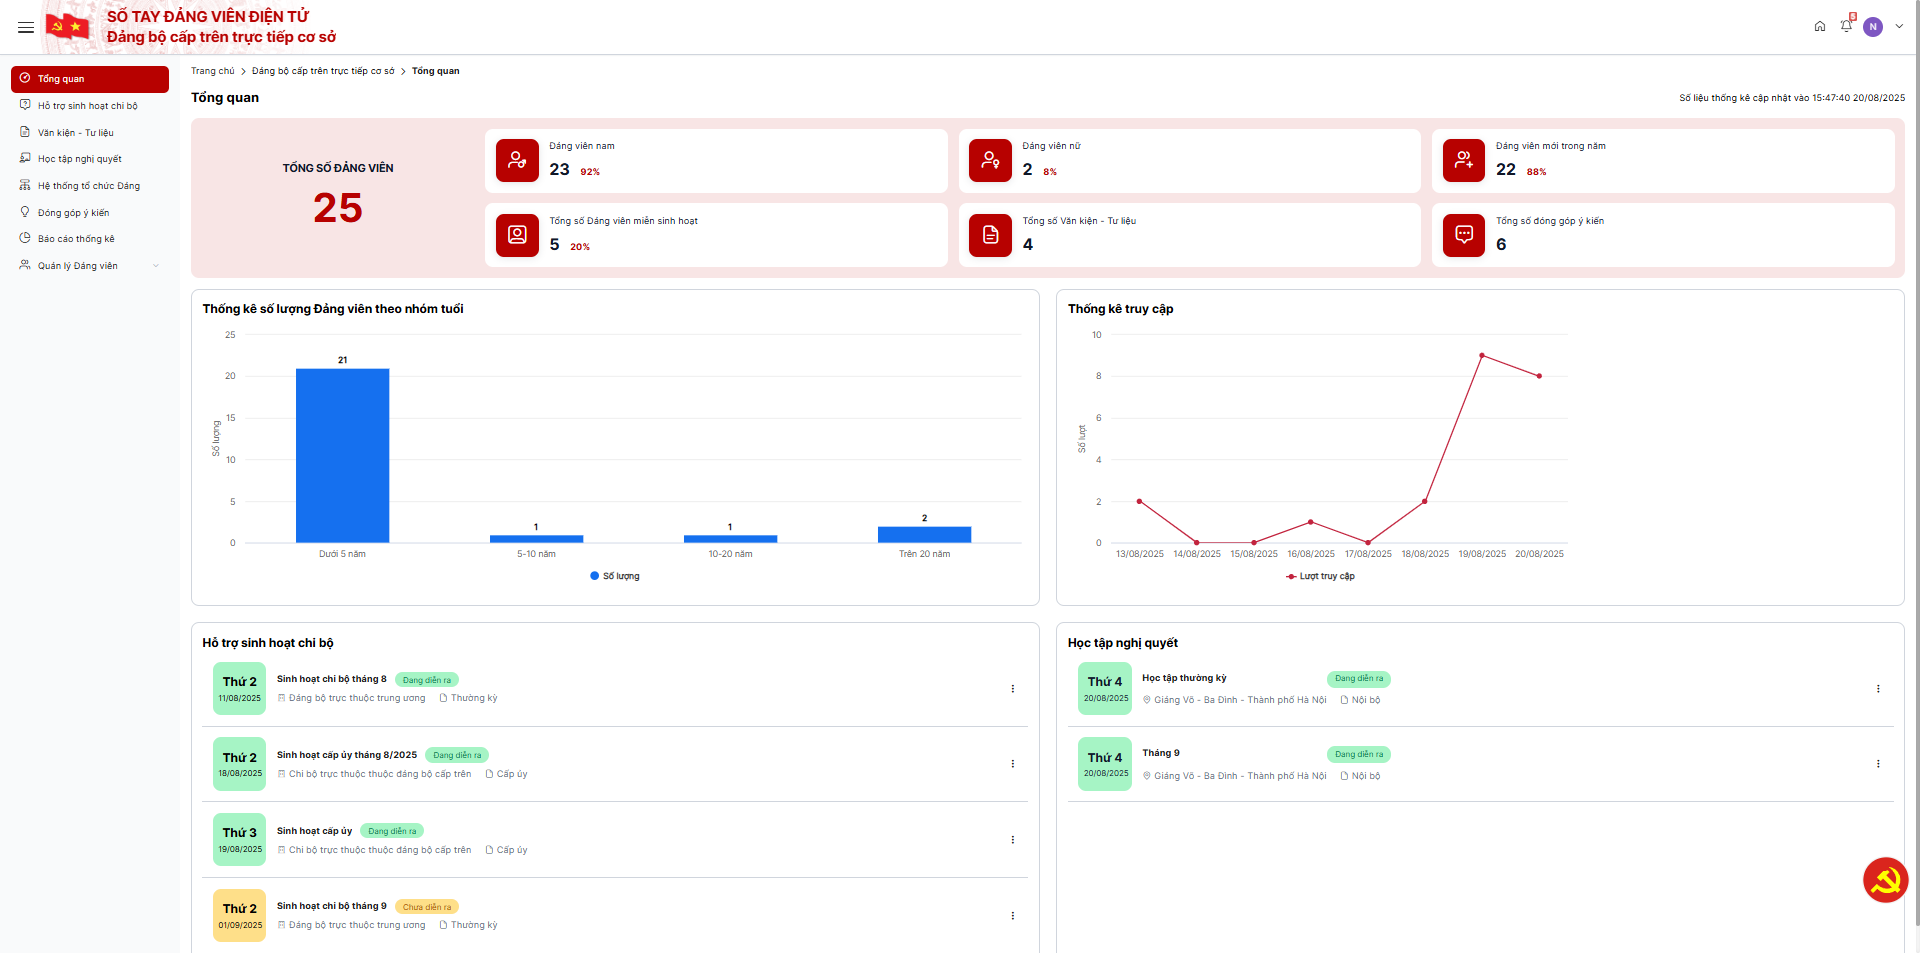 SỔ TAY ĐẢNG VIÊN ĐIỆN TỬ
Đảng bộ cấp trên trực tiếp cơ sở
5
N
Tổng quan
Hỗ trợ sinh hoạt chi bộ
Văn kiện - Tư liệu
Học tập nghị quyết
Hệ thống tổ chức Đảng
Đóng góp ý kiến
Báo cáo thống kê
Quản lý Đảng viên
Trang chủ > Đảng bộ cấp trên trực tiếp cơ sở > Tổng quan
Tổng quan
Số liệu thống kê cập nhật vào 15:47:40 20/08/2025
TỔNG SỐ ĐẢNG VIÊN
25
Đảng viên nam
23 92%
Đảng viên nữ
2 8%
Đảng viên mới trong năm
22 88%
Tổng số Đảng viên miễn sinh hoạt
5 20%
Tổng số Văn kiện - Tư liệu
4
Tổng số đóng góp ý kiến
6
Thống kê số lượng Đảng viên theo nhóm tuổi
25
20
15
10
5
0
Số lượng
21
1
1
2
Dưới 5 năm
5-10 năm
10-20 năm
Trên 20 năm
Số lượng
Thống kê truy cập
10
8
6
4
2
0
Số lượt
13/08/2025
14/08/2025
15/08/2025
16/08/2025
17/08/2025
18/08/2025
19/08/2025
20/08/2025
Lượt truy cập
Hỗ trợ sinh hoạt chi bộ
Thứ 2
11/08/2025
Sinh hoạt chi bộ tháng 8 Đang diễn ra
Đảng bộ trực thuộc trung ương Thường kỳ
Thứ 2
18/08/2025
Sinh hoạt cấp ủy tháng 8/2025 Đang diễn ra
Chi bộ trực thuộc thuộc đảng bộ cấp trên Cấp ủy
Thứ 3
19/08/2025
Sinh hoạt cấp ủy Đang diễn ra
Chi bộ trực thuộc thuộc đảng bộ cấp trên Cấp ủy
Thứ 2
01/09/2025
Sinh hoạt chi bộ tháng 9 Chưa diễn ra
Đảng bộ trực thuộc trung ương Thường kỳ
Học tập nghị quyết
Thứ 4
20/08/2025
Học tập thường kỳ Đang diễn ra
Giảng Võ - Ba Đình - Thành phố Hà Nội Nội bộ
Thứ 4
20/08/2025
Tháng 9 Đang diễn ra
Giảng Võ - Ba Đình - Thành phố Hà Nội Nội bộ